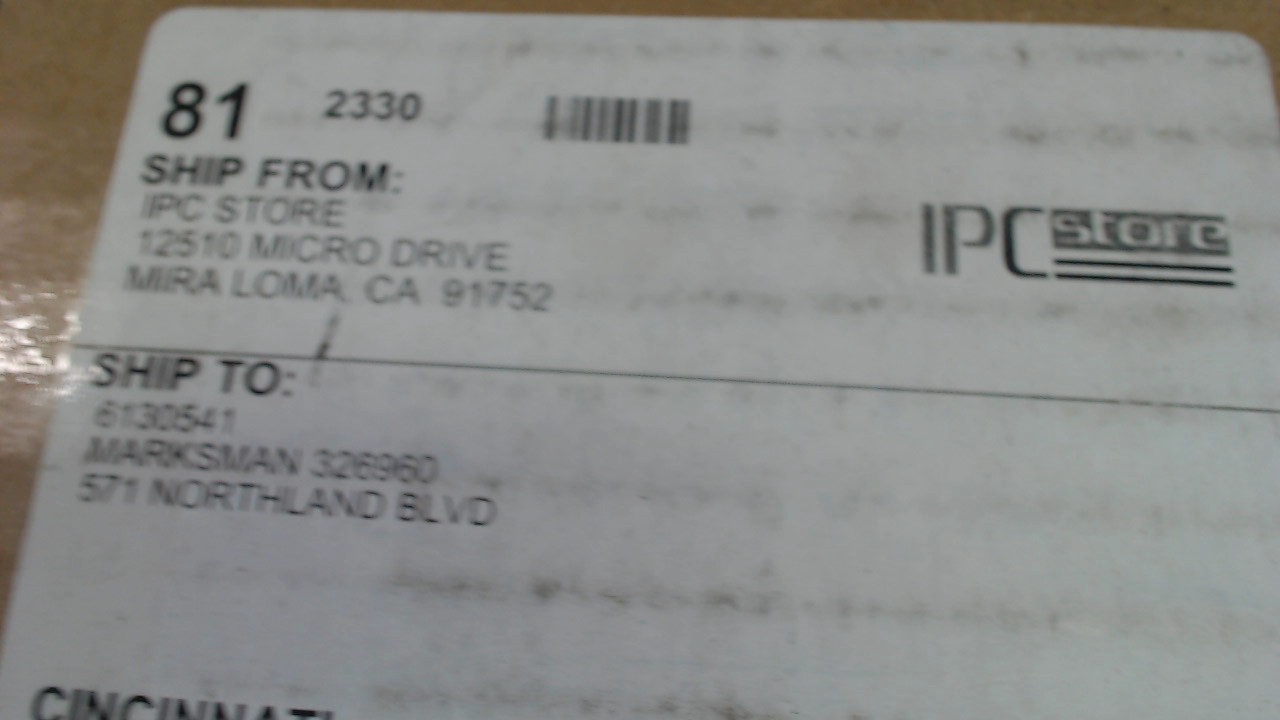 81 2330
SHIP FROM:
IPC STORE
12510 MICRO DRIVE
MIRA LOMA, CA 91752
IPC store
SHIP TO:
6130541
MARKSMAN 326960
571 NORTHLAND BLVD
CINCINNATI